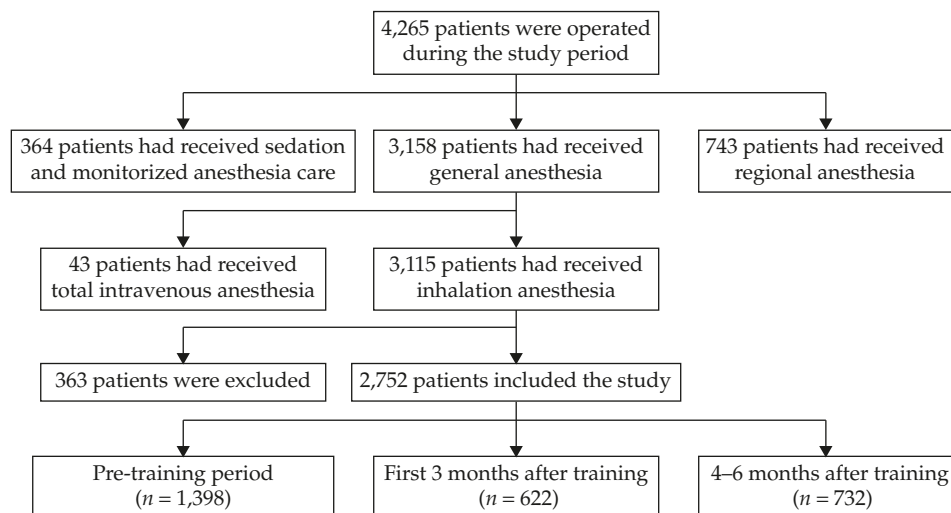 4,265 patients were operated
during the study period
364 patients had received sedation
and monitorized anesthesia care
3,158 patients had received
general anesthesia
743 patients had received
regional anesthesia
43 patients had received
total intravenous anesthesia
3,115 patients had received
inhalation anesthesia
363 patients were excluded
2,752 patients included the study
Pre-training period
(n = 1,398)
First 3 months after training
(n = 622)
4–6 months after training
(n = 732)